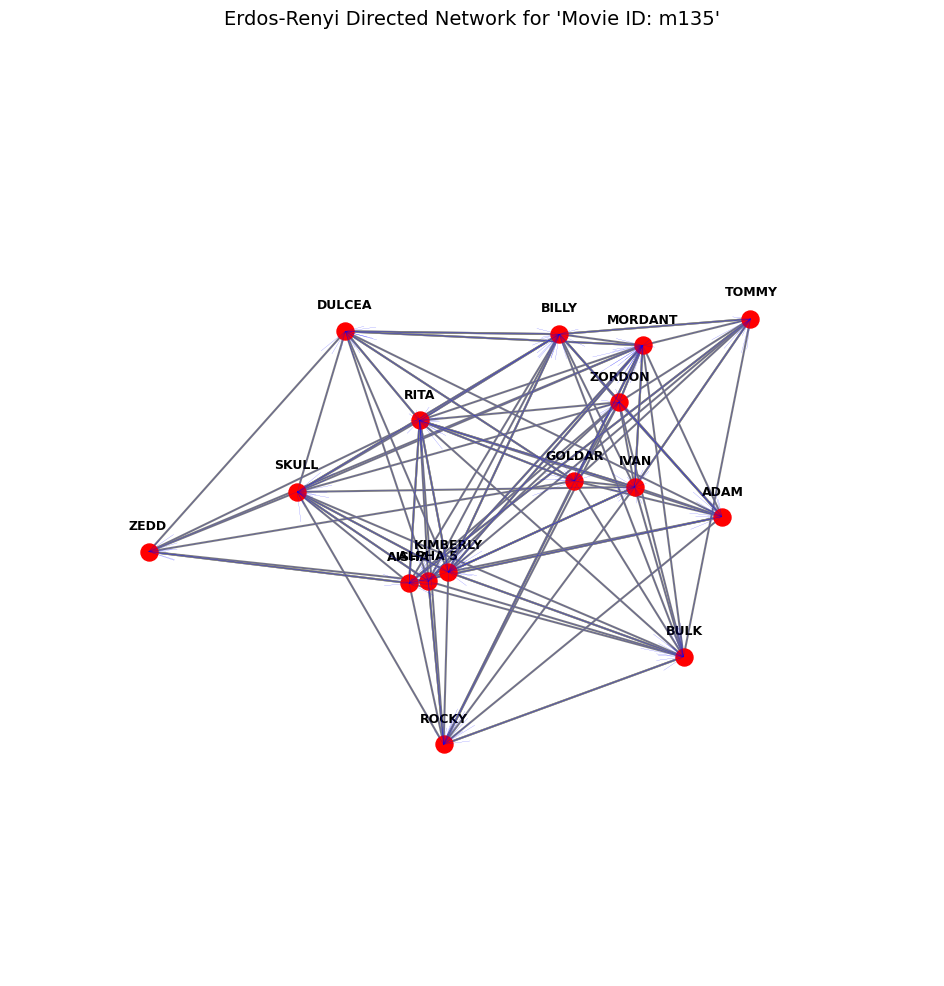 Erdos-Renyi Directed Network for 'Movie ID: m135'
TOMMY
DULCEA
BILLY
MORDANT
ZORDON
RITA
GOLDAR
IVAN
SKULL
ADAM
ZEDD
KIMBERLY
AISHA
ALPHA 5
BULK
ROCKY